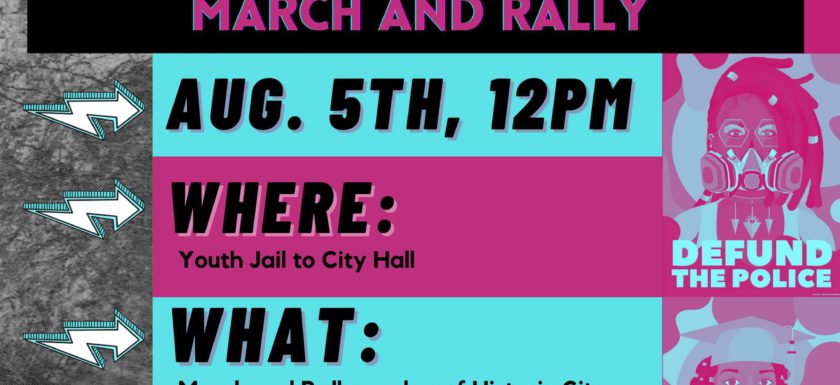 MARCH AND RALLY
AUG. 5TH, 12PM
WHERE:
Youth Jail to City Hall
DEFUND
THE POLICE
WHAT: